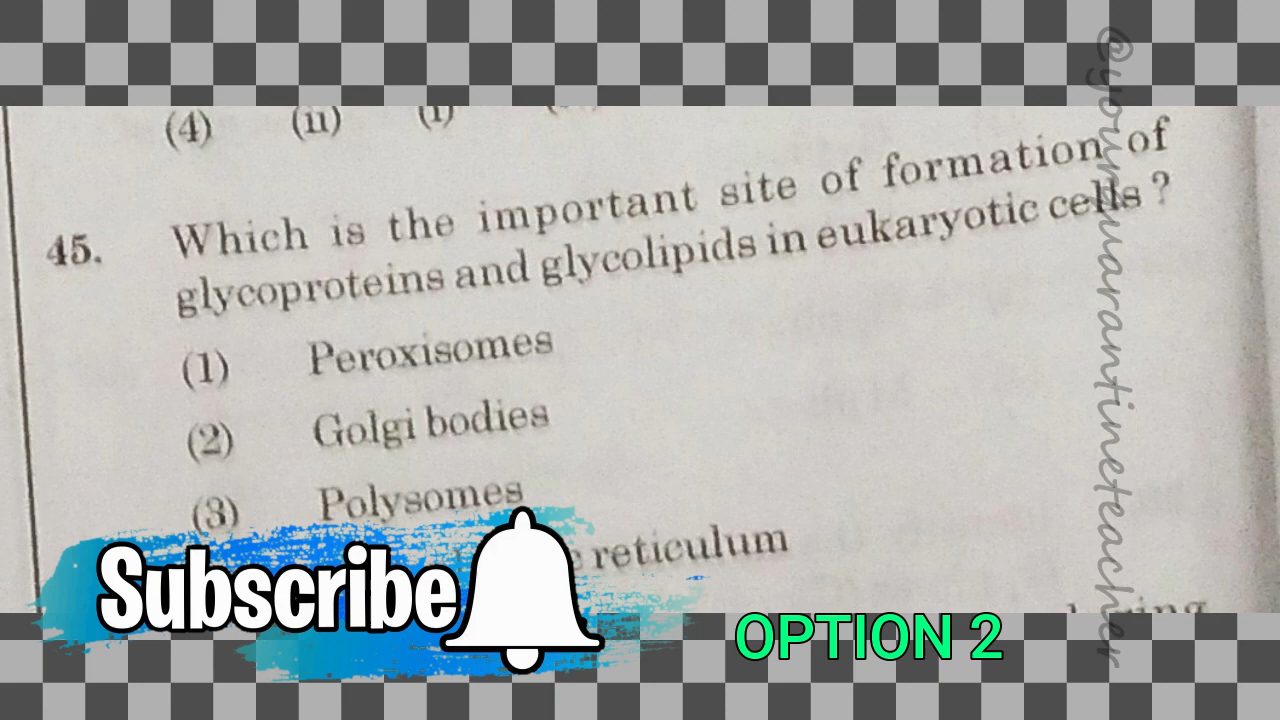 (4) (ii) (i)
45. Which is the important site of formation of
glycoproteins and glycolipids in eukaryotic cells ?
(1) Peroxisomes
(2) Golgi bodies
(3) Polysomes
reticulum
Subscribe
OPTION 2